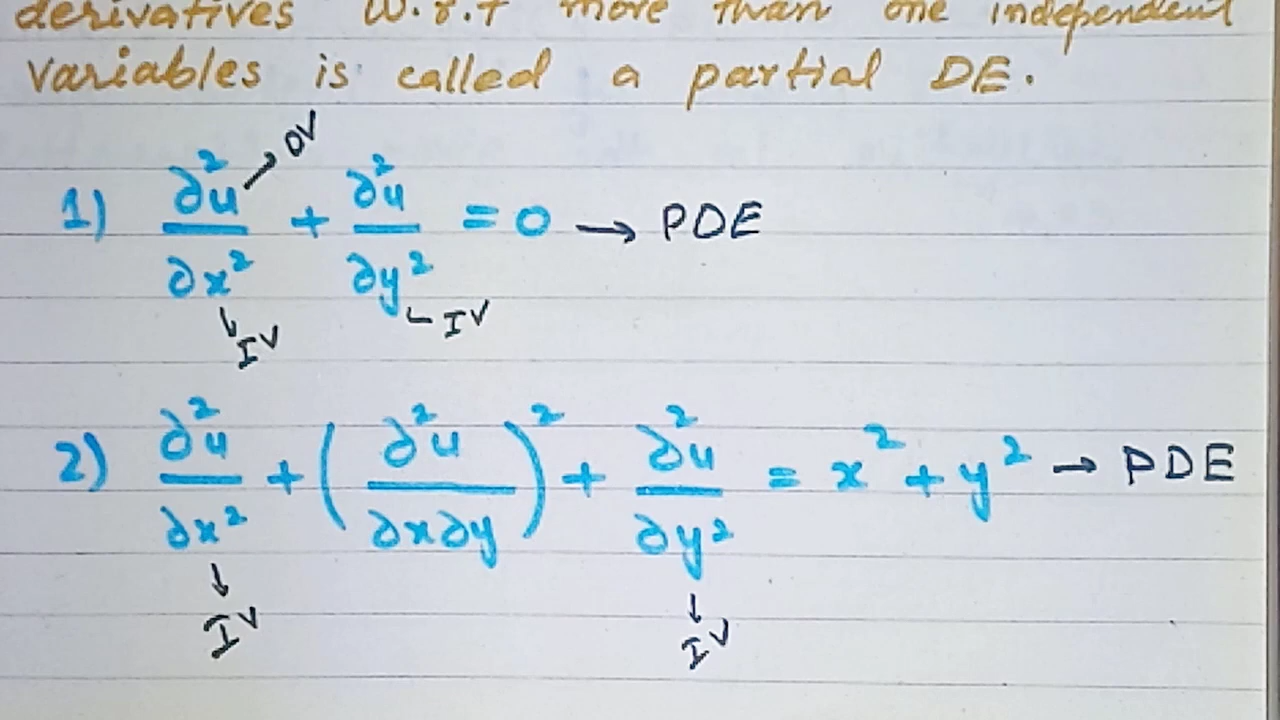 derivatives w.r.t more than one independent
variables is called a partial DE.
1) ∂²u/∂x² + ∂²u/∂y² = 0 → PDE
→ DV
↓ IV
IV
2) ∂²u/∂x² + (∂²u/∂x∂y)² + ∂²u/∂y² = x² + y² → PDE
↓ IV
↓ IV